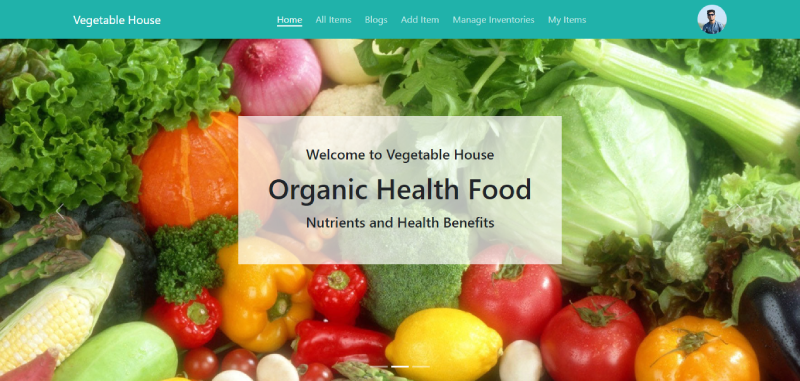 Vegetable House
Home All Items Blogs Add Item Manage Inventories My Items
Welcome to Vegetable House
Organic Health Food
Nutrients and Health Benefits